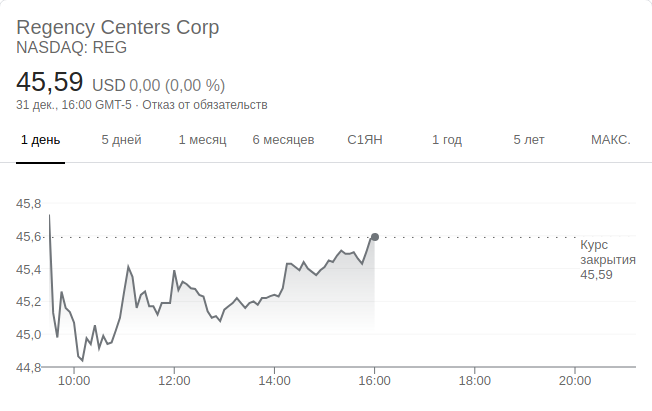 Regency Centers Corp
NASDAQ: REG
45,59 USD 0,00 (0,00 %)
31 дек., 16:00 GMT-5 · Отказ от обязательств
1 день 5 дней 1 месяц 6 месяцев С1ЯН 1 год 5 лет МАКС.
45,8
45,6
Курс
закрытия
45,59
45,4
45,2
45,0
44,8
10:00 12:00 14:00 16:00 18:00 20:00